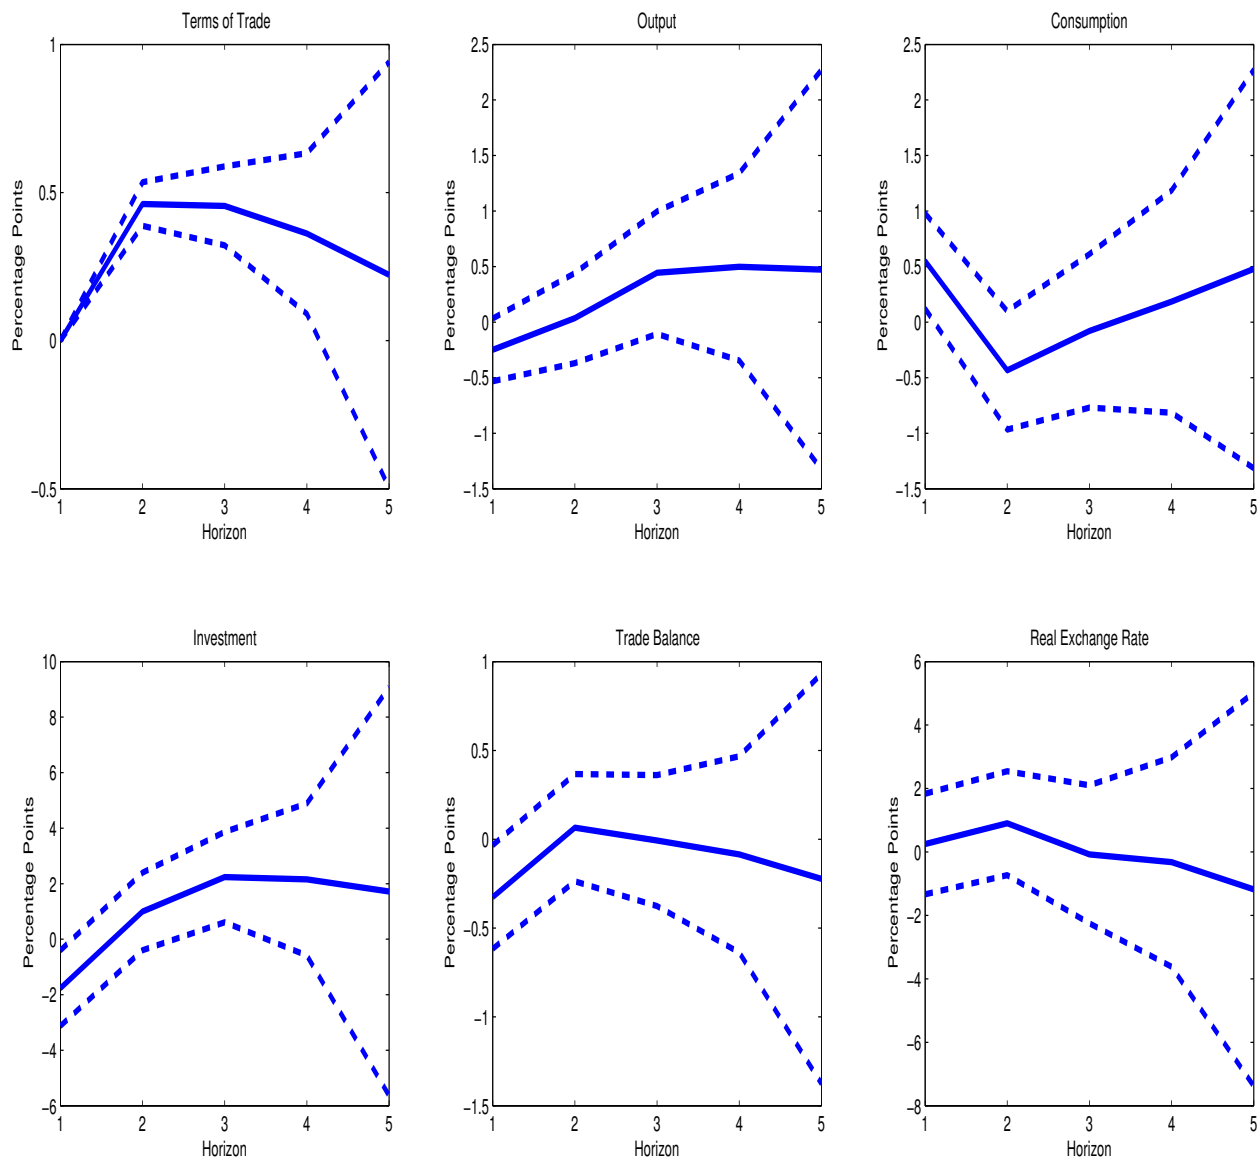 Terms of Trade
Output
Consumption
Percentage Points
1
0.5
0
−0.5
1 2 3 4 5
Horizon
Percentage Points
2.5
2
1.5
1
0.5
0
−0.5
−1
−1.5
1 2 3 4 5
Horizon
Percentage Points
2.5
2
1.5
1
0.5
0
−0.5
−1
−1.5
1 2 3 4 5
Horizon
Investment
Trade Balance
Real Exchange Rate
Percentage Points
10
8
6
4
2
0
−2
−4
−6
1 2 3 4 5
Horizon
Percentage Points
1
0.5
0
−0.5
−1
−1.5
1 2 3 4 5
Horizon
Percentage Points
6
4
2
0
−2
−4
−6
−8
1 2 3 4 5
Horizon